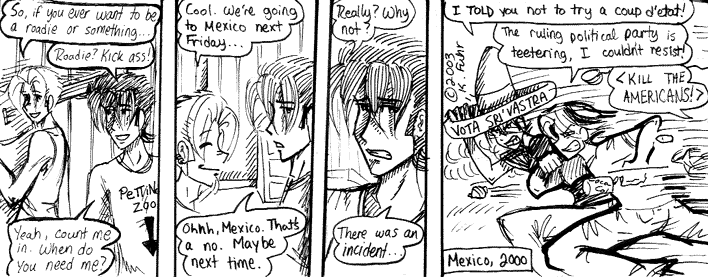 So, if you ever want to be
a roadie or something...
Roadie? Kick ass!
PeTTiNg
Zoo
Yeah, count me
in. When do
you need me?
Cool. We're going
to Mexico next
Friday...
Ohhh, Mexico. That's
a no. Maybe
next time.
Really? Why
not?
There was an
incident...
I TOLD you not to try a coup d'etat!
The ruling political party is
teetering, I couldn't resist!
<KILL THE
AMERICANS!>
©2003
K. Fuhr
VOTA SRIVASTRA
Mexico, 2000